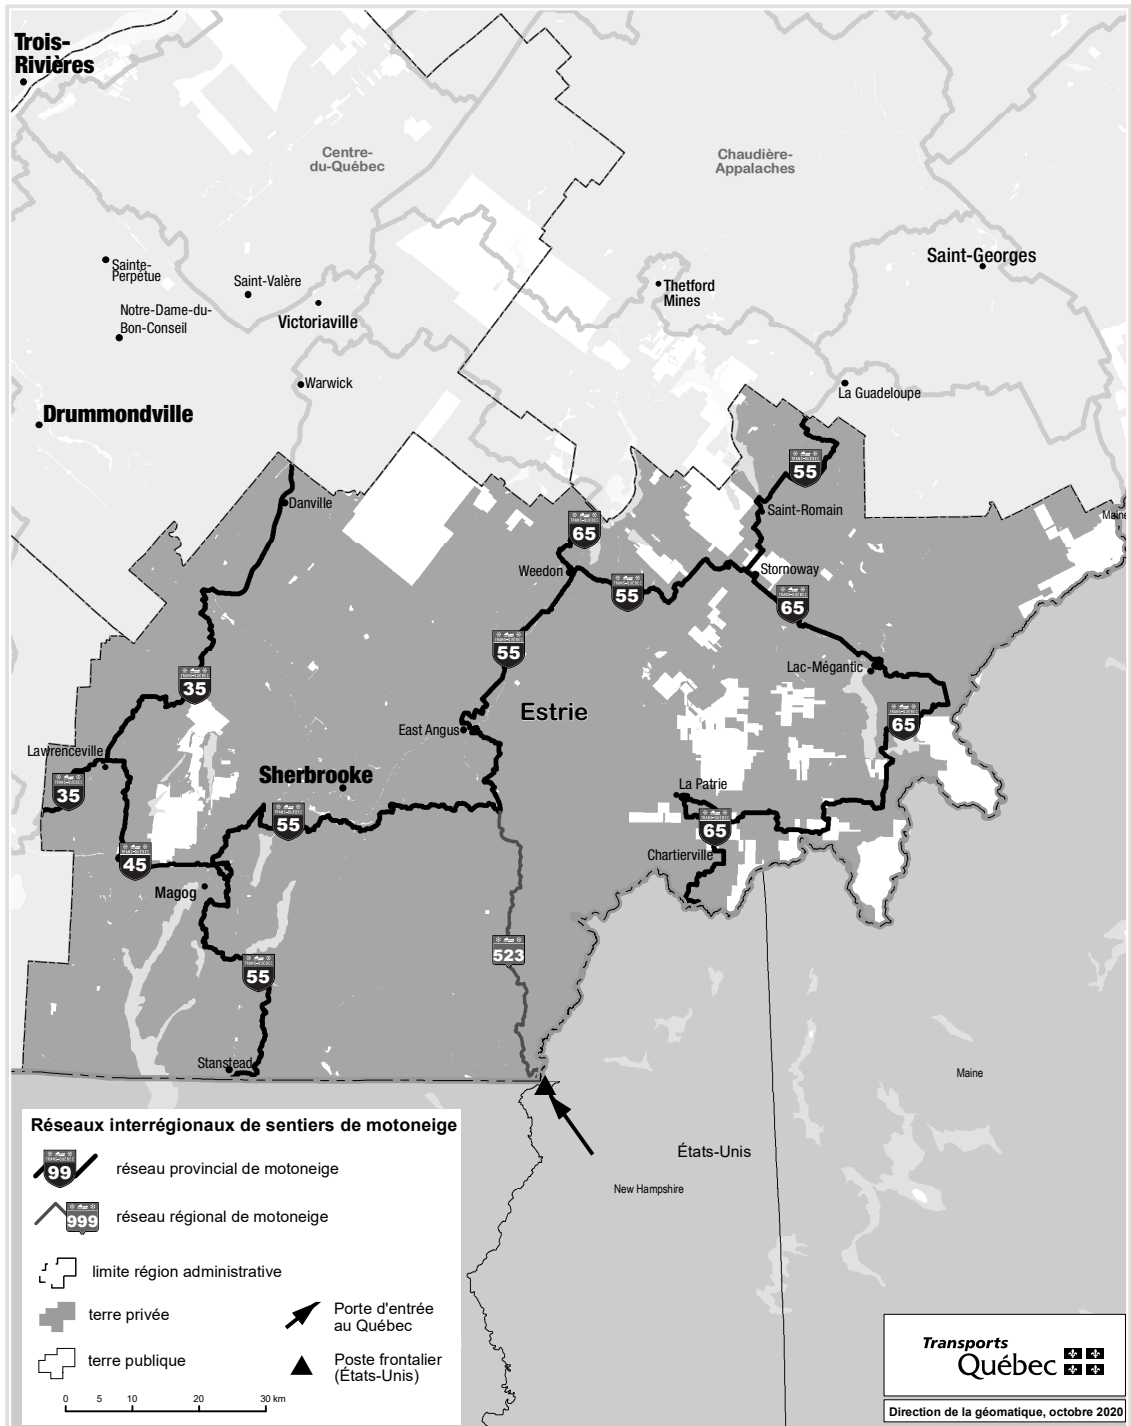 Trois-
Rivières
Centre-
du-Québec
Chaudière-
Appalaches
Saint-Georges
Sainte-
Perpétue
Saint-Valère
Thetford
Mines
Notre-Dame-du-
Bon-Conseil
Victoriaville
Warwick
La Guadeloupe
Drummondville
55
Danville
Saint-Romain
Maine
65
Weedon
Stornoway
55
65
55
Lac-Mégantic
35
Estrie
65
East Angus
Lawrenceville
Sherbrooke
35
La Patrie
55
65
45
Chartierville
Magog
523
55
Stanstead
Maine
États-Unis
New Hampshire
Réseaux interrégionaux de sentiers de motoneige
99
réseau provincial de motoneige
999
réseau régional de motoneige
limite région administrative
terre privée
terre publique
Porte d'entrée
au Québec
Poste frontalier
(États-Unis)
0 5 10 20 30 km
Transports
Québec
Direction de la géomatique, octobre 2020